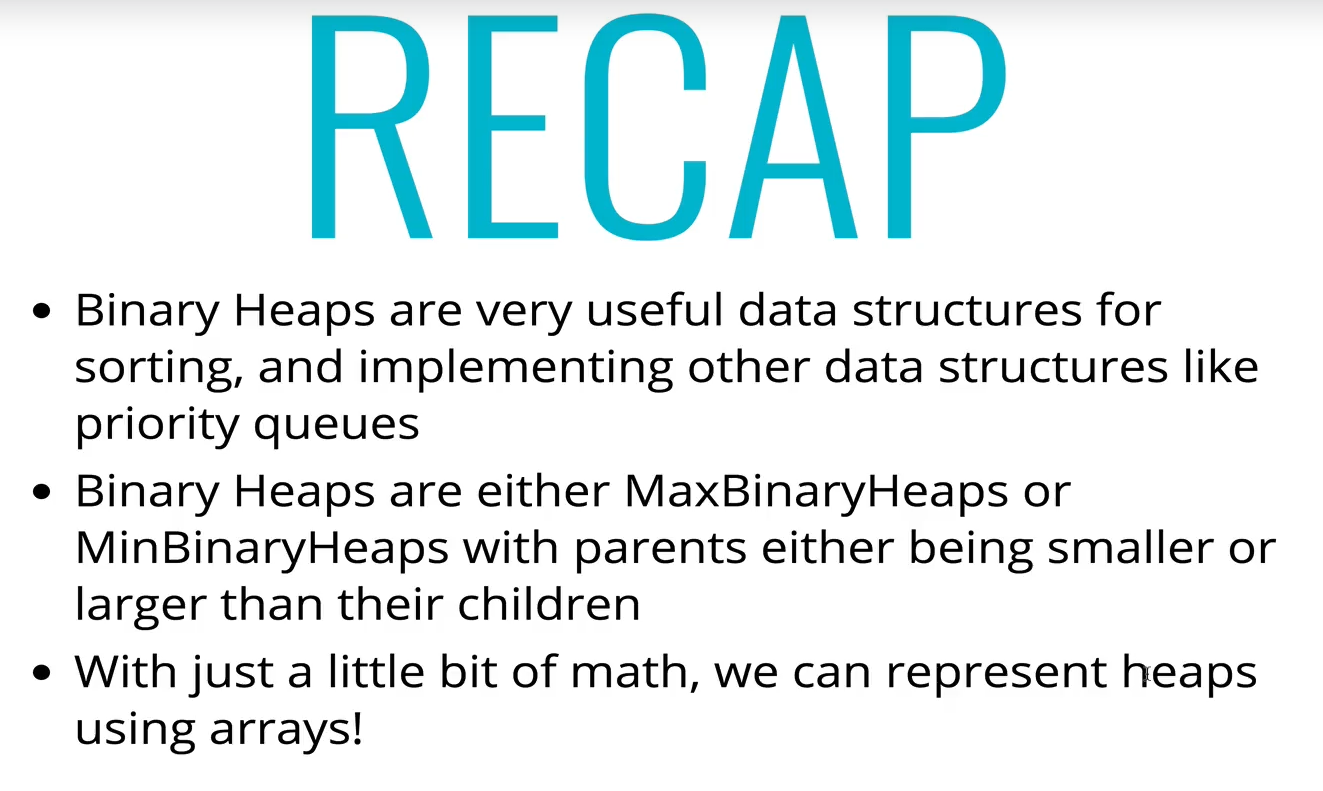 RECAP
• Binary Heaps are very useful data structures for
sorting, and implementing other data structures like
priority queues
• Binary Heaps are either MaxBinaryHeaps or
MinBinaryHeaps with parents either being smaller or
larger than their children
• With just a little bit of math, we can represent heaps
using arrays!